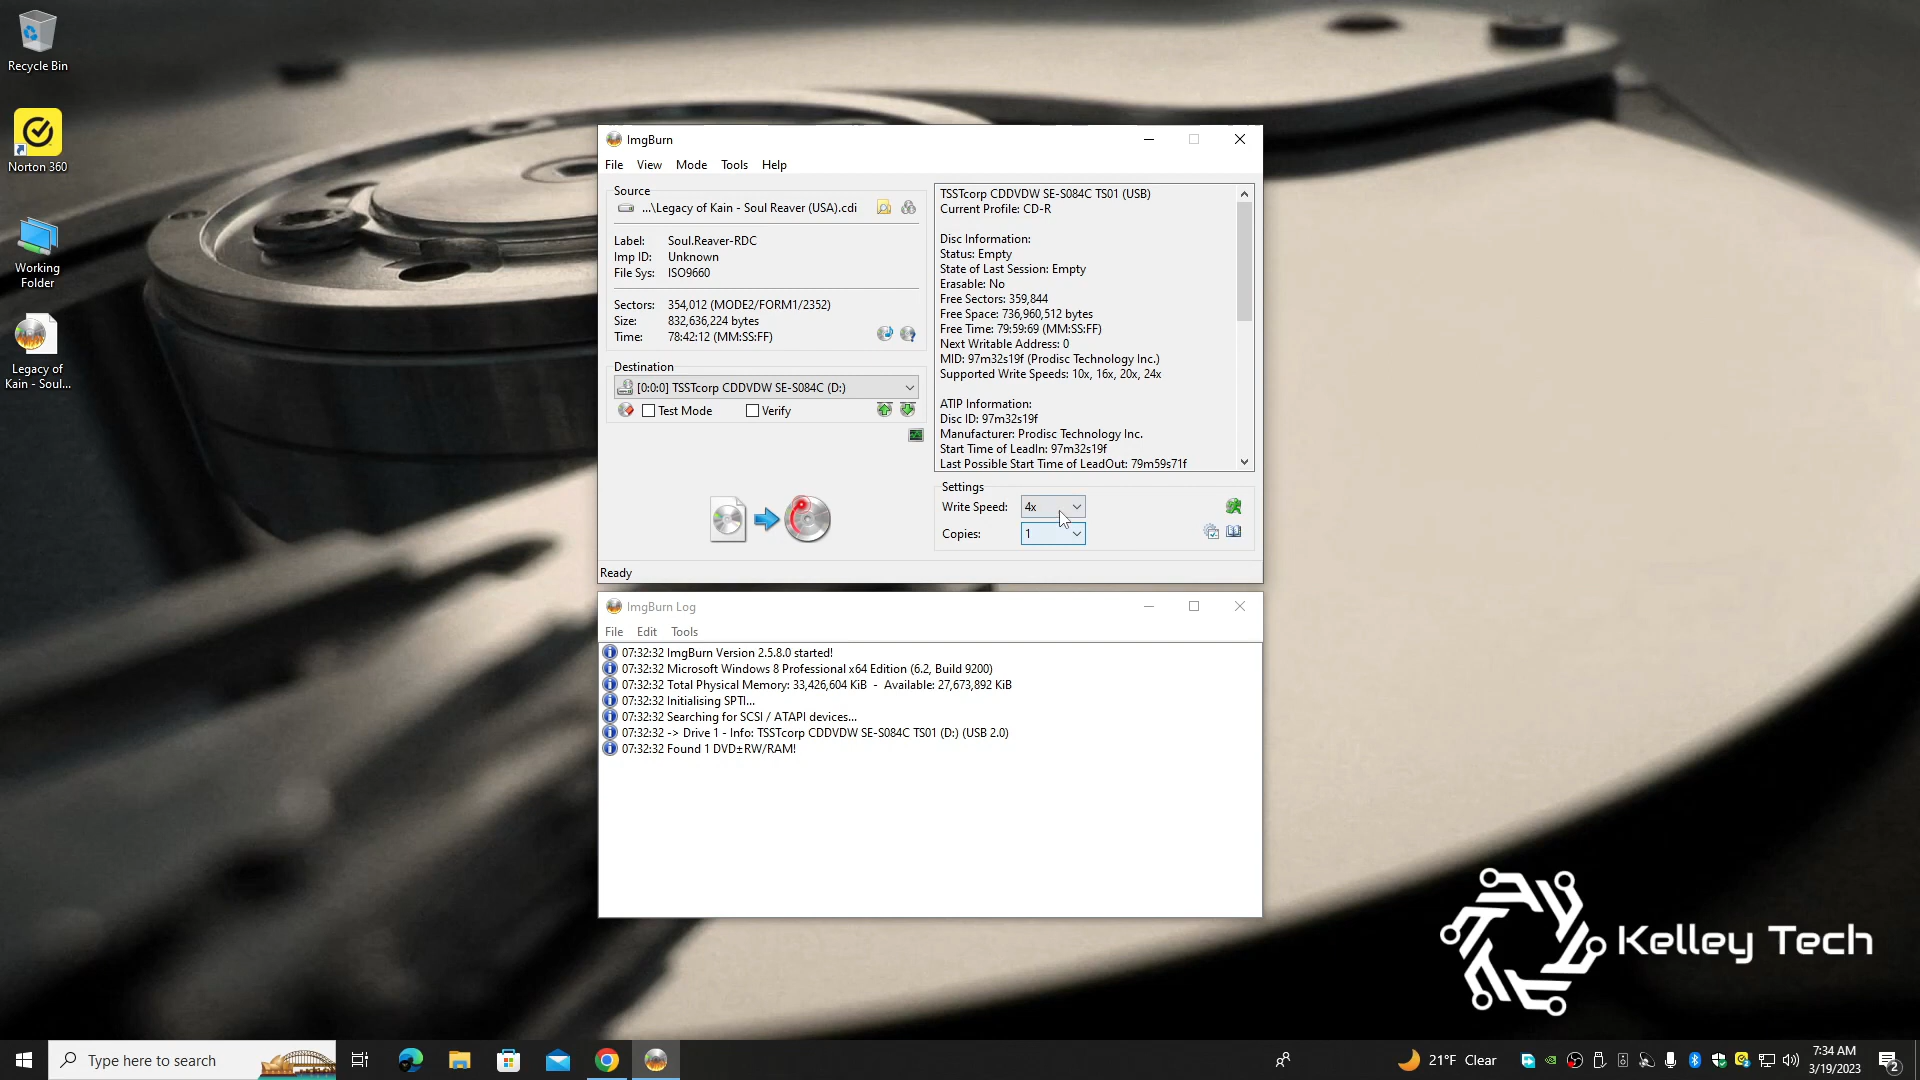 Recycle Bin
Norton 360
Working
Folder
Legacy of
Kain - Soul...
ImgBurn
File View Mode Tools Help
Source
...\Legacy of Kain - Soul Reaver (USA).cdi
Label: Soul.Reaver-RDC
Imp ID: Unknown
File Sys: ISO9660
Sectors: 354,012 (MODE2/FORM1/2352)
Size: 832,636,224 bytes
Time: 78:42:12 (MM:SS:FF)
Destination
[0:0:0] TSSTcorp CDDVDW SE-S084C (D:)
Test Mode Verify
TSSTcorp CDDVDW SE-S084C TS01 (USB)
Current Profile: CD-R
Disc Information:
Status: Empty
State of Last Session: Empty
Erasable: No
Free Sectors: 359,844
Free Space: 736,960,512 bytes
Free Time: 79:59:69 (MM:SS:FF)
Next Writable Address: 0
MID: 97m32s19f (Prodisc Technology Inc.)
Supported Write Speeds: 10x, 16x, 20x, 24x
ATIP Information:
Disc ID: 97m32s19f
Manufacturer: Prodisc Technology Inc.
Start Time of LeadIn: 97m32s19f
Last Possible Start Time of LeadOut: 79m59s71f
Settings
Write Speed: 4x
Copies: 1
Ready
ImgBurn Log
File Edit Tools
07:32:32 ImgBurn Version 2.5.8.0 started!
07:32:32 Microsoft Windows 8 Professional x64 Edition (6.2, Build 9200)
07:32:32 Total Physical Memory: 33,426,604 KiB - Available: 27,673,892 KiB
07:32:32 Initialising SPTI...
07:32:32 Searching for SCSI / ATAPI devices...
07:32:32 -> Drive 1 - Info: TSSTcorp CDDVDW SE-S084C TS01 (D:) (USB 2.0)
07:32:32 Found 1 DVD±RW/RAM!
Kelley Tech
Type here to search
21°F Clear
7:34 AM
3/19/2023
2